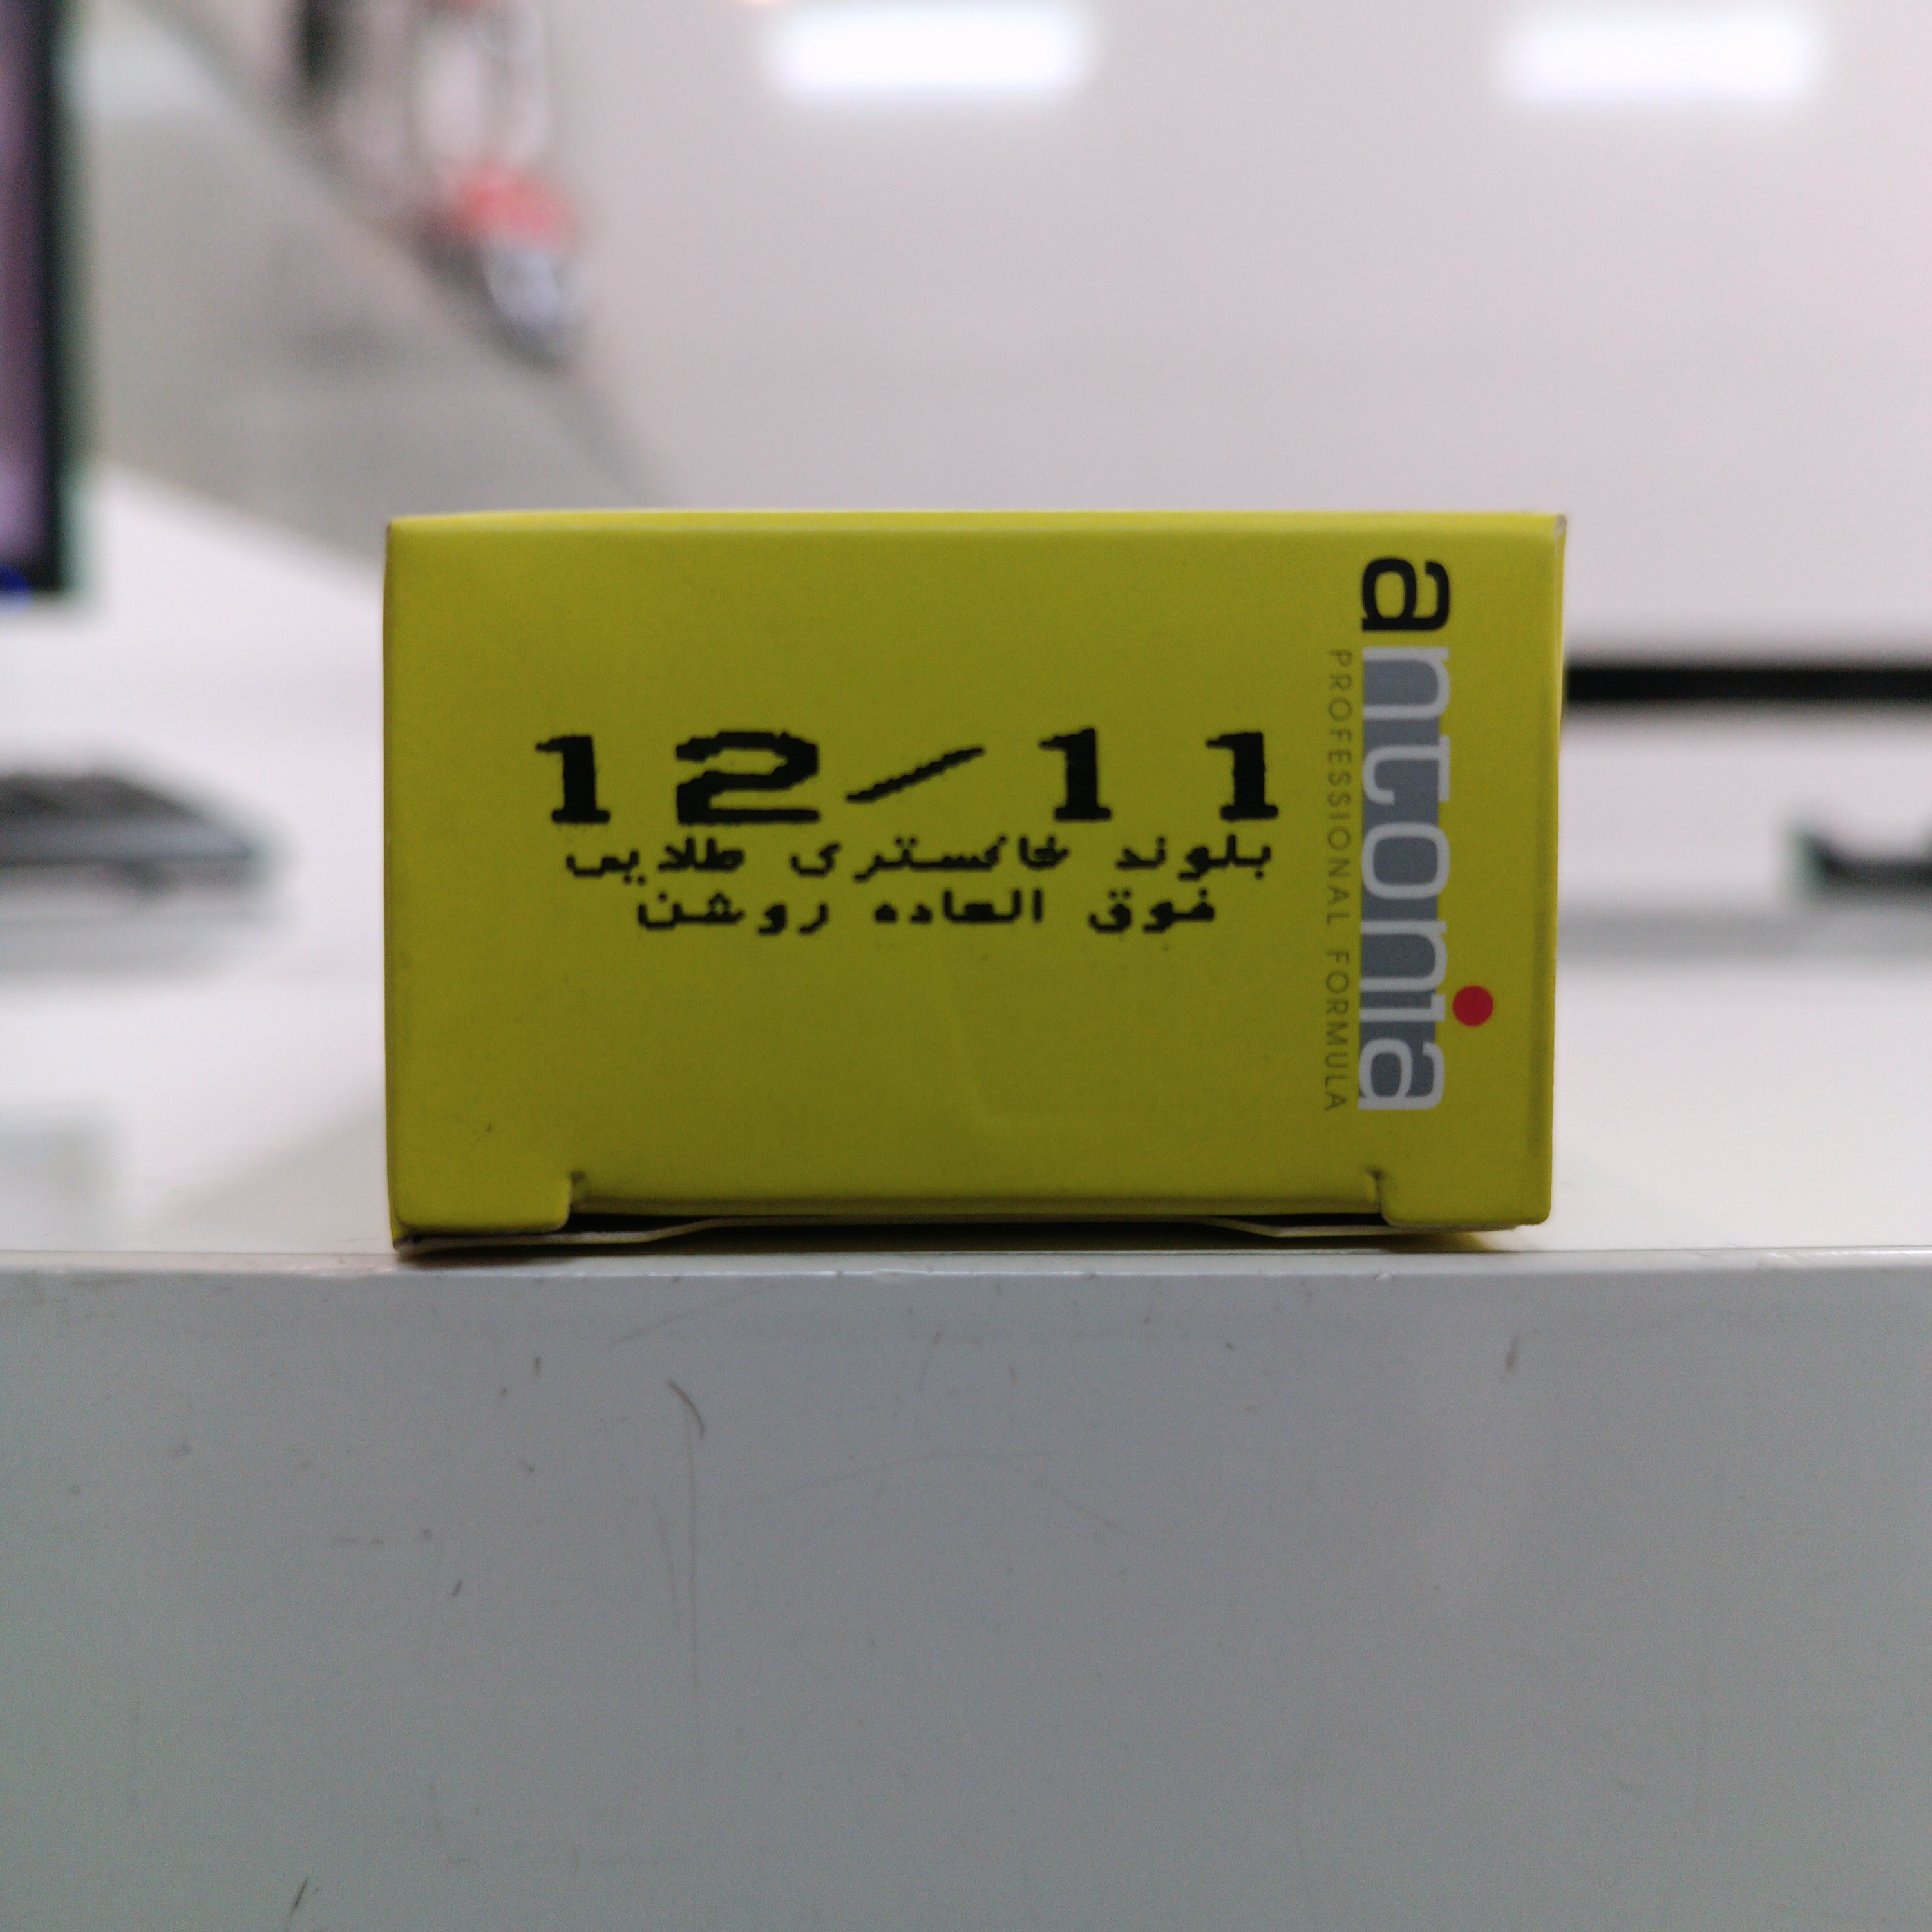 12/11
بلوند خاکستری طلایی
فوق العاده روشن
antonia
PROFESSIONAL FORMULA